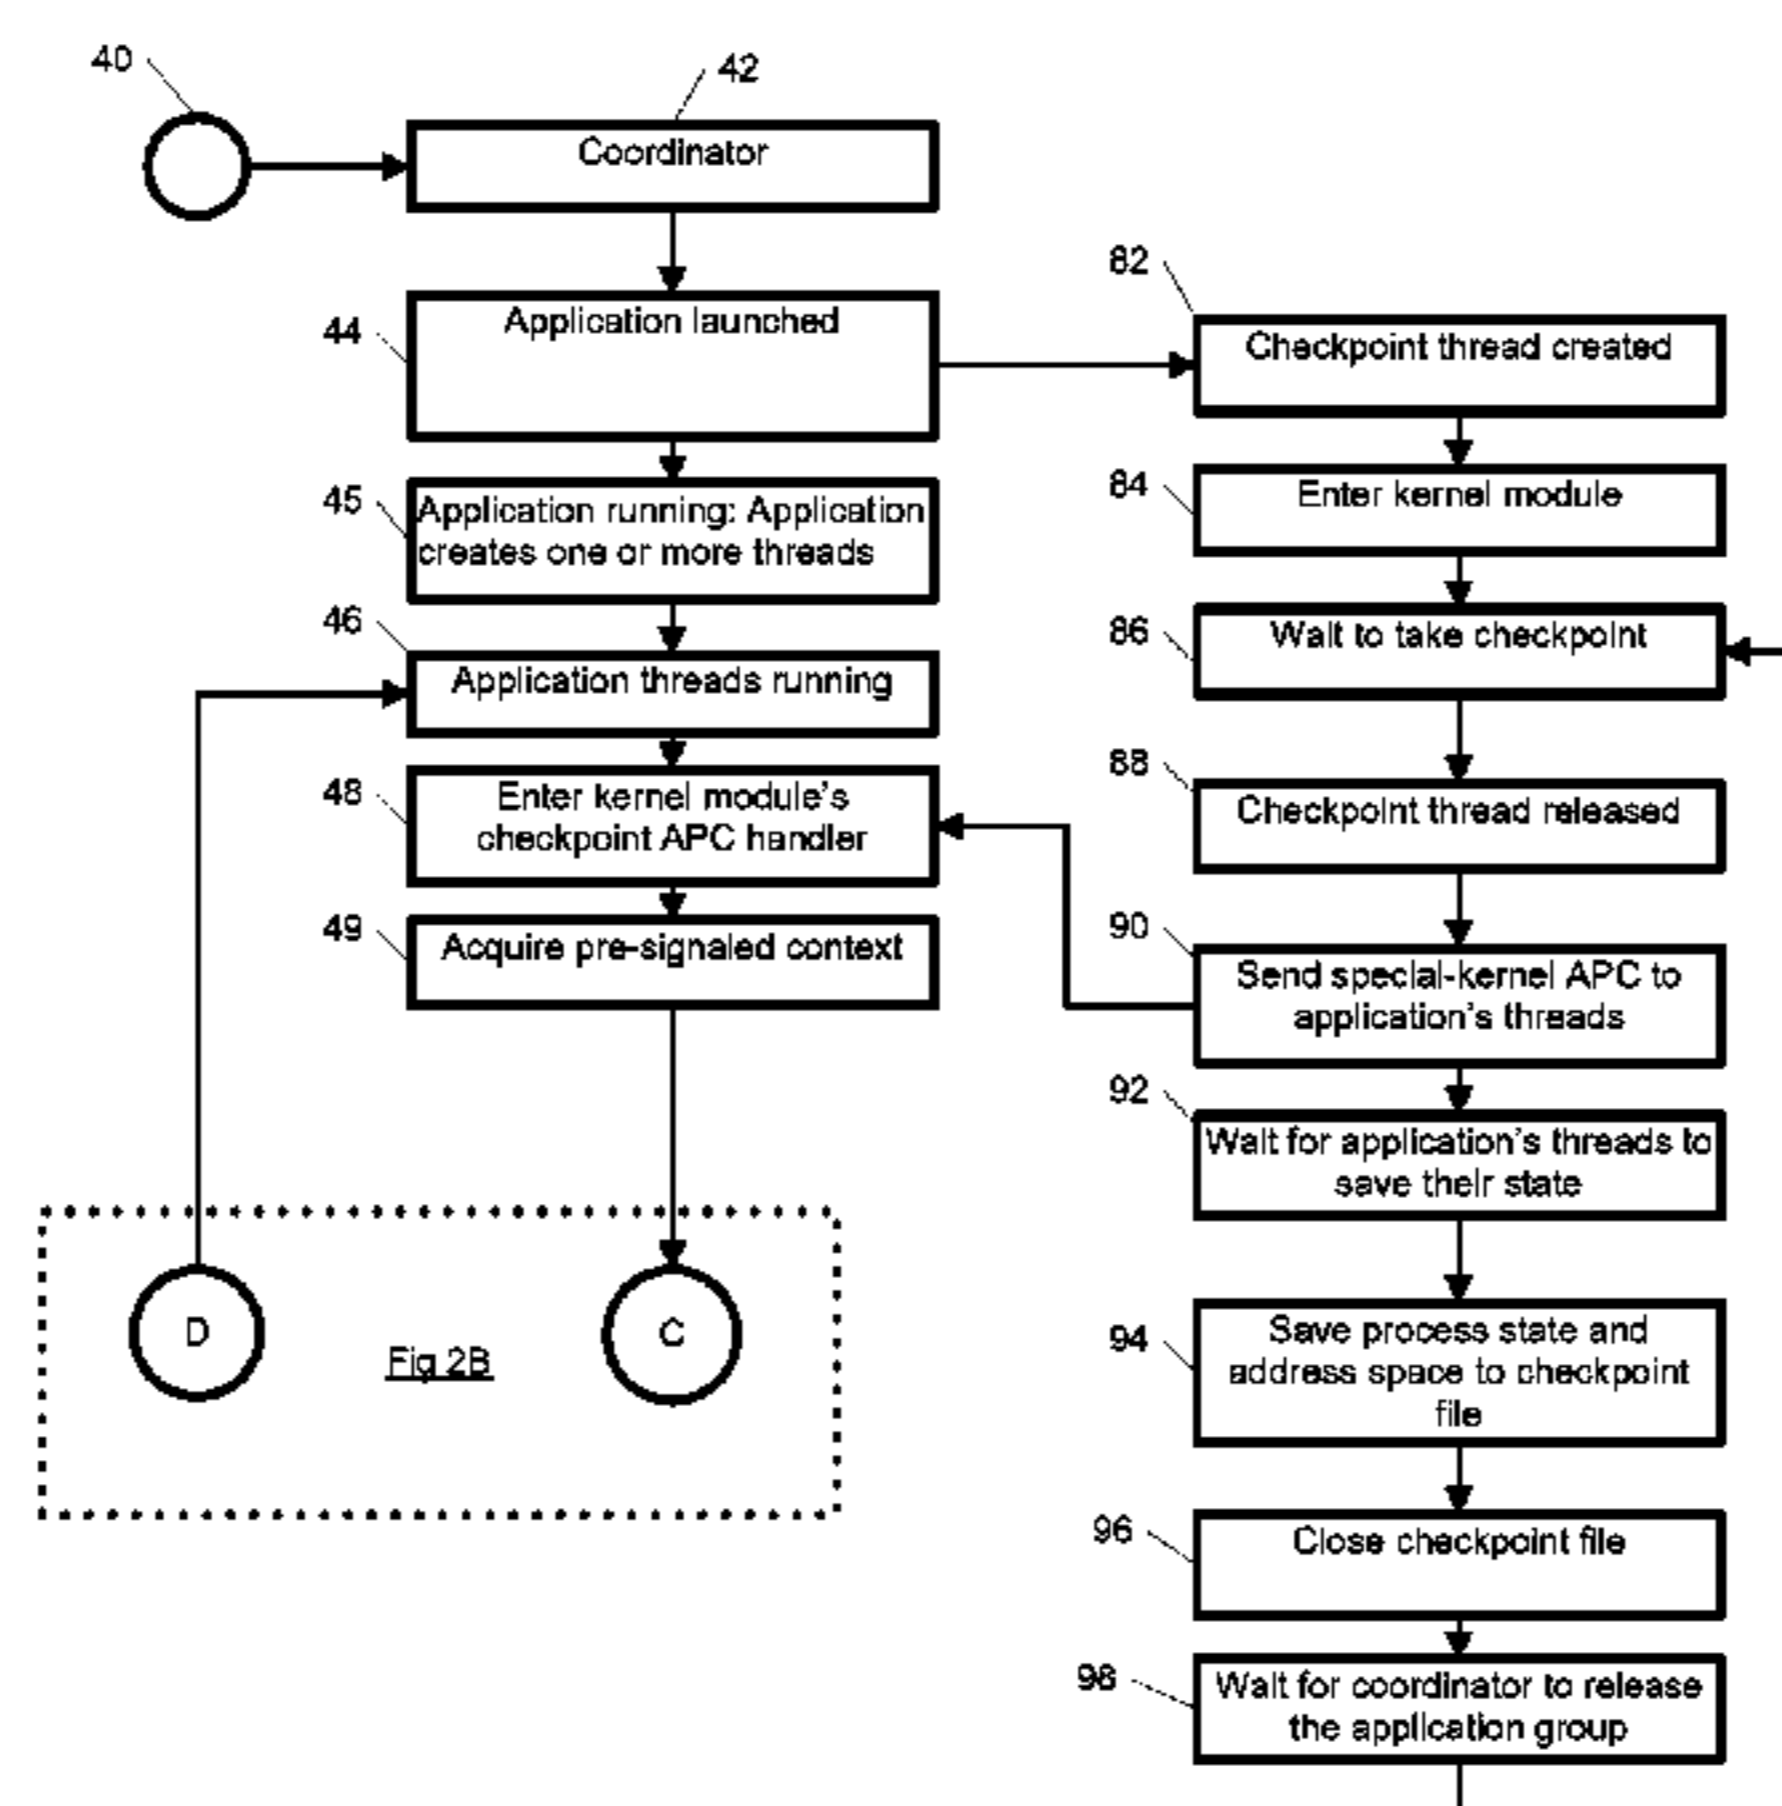 40
42
Coordinator
44
Application launched
45
Application running: Application
creates one or more threads
46
Application threads running
48
Enter kernel module's
checkpoint APC handler
49
Acquire pre-signaled context
D
Fig 2B
C
82
Checkpoint thread created
84
Enter kernel module
86
Wait to take checkpoint
88
Checkpoint thread released
90
Send special-kernel APC to
application's threads
92
Wait for application's threads to
save their state
94
Save process state and
address space to checkpoint
file
96
Close checkpoint file
98
Wait for coordinator to release
the application group